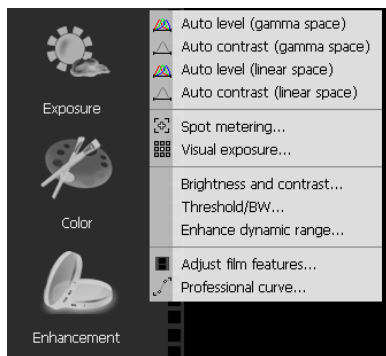 Exposure
Color
Enhancement
Auto level (gamma space)
Auto contrast (gamma space)
Auto level (linear space)
Auto contrast (linear space)
Spot metering...
Visual exposure...
Brightness and contrast...
Threshold/BW...
Enhance dynamic range...
Adjust film features...
Professional curve...